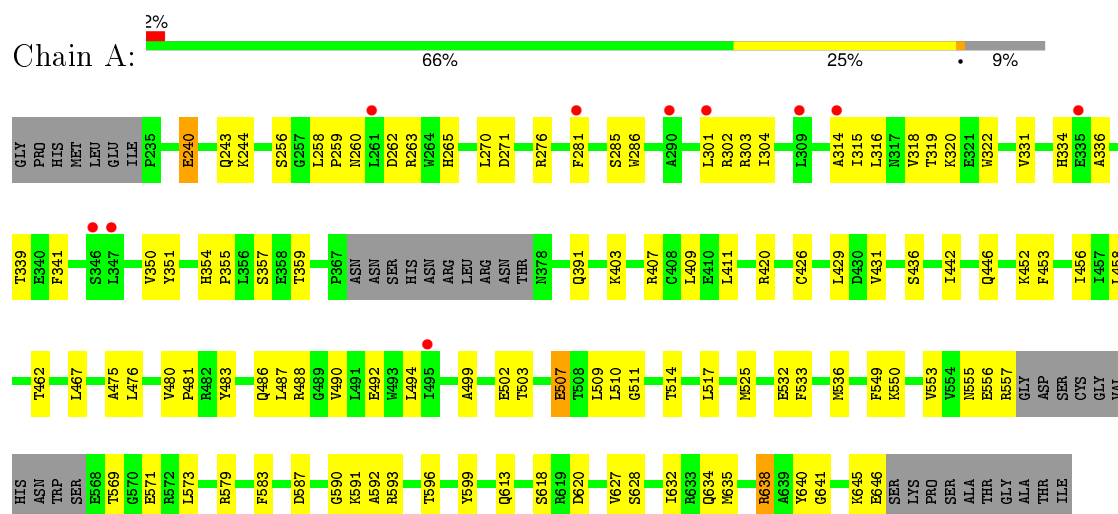 2%
Chain A:
66% 25% • 9%
GLY PRO HIS MET LEU GLU ILE P235 E240 Q243 K244 S256 G257 L258 P259 N260 L261 D262 R263 W264 H265 L270 D271 R276 F281 S285 W286 A290 L301 R302 R303 I304 L309 A314 I315 L316 N317 V318 T319 K320 E321 W322 V331 H334 E335 A336
T339 E340 F341 S346 L347 V350 Y351 H354 P355 L356 S357 E358 T359 P367 ASN ASN SER HIS ASN ARG LEU ARG ASN THR N378 Q391 K403 R407 C408 L409 E410 L411 R420 C426 L429 D430 V431 S436 I442 Q446 K452 F453 I456 I457 L458
T462 L467 A475 L476 V480 P481 R482 Y483 Q486 L487 R488 G489 V490 L491 E492 W493 L494 I495 A499 E502 T503 E507 T508 L509 L510 G511 T514 L517 M525 E532 F533 M536 F549 K550 V553 V554 N555 E556 R557 GLY ASP SER CYS GLY VAL
HIS ASN TRP SER E568 T569 G570 E571 R572 L573 R579 F583 D587 G590 K591 A592 R593 T596 Y599 Q613 S618 R619 D620 V627 S628 I632 R633 Q634 M635 R638 A639 Y640 G641 K645 E646 SER LYS PRO SER ALA THR GLY ALA THR ILE